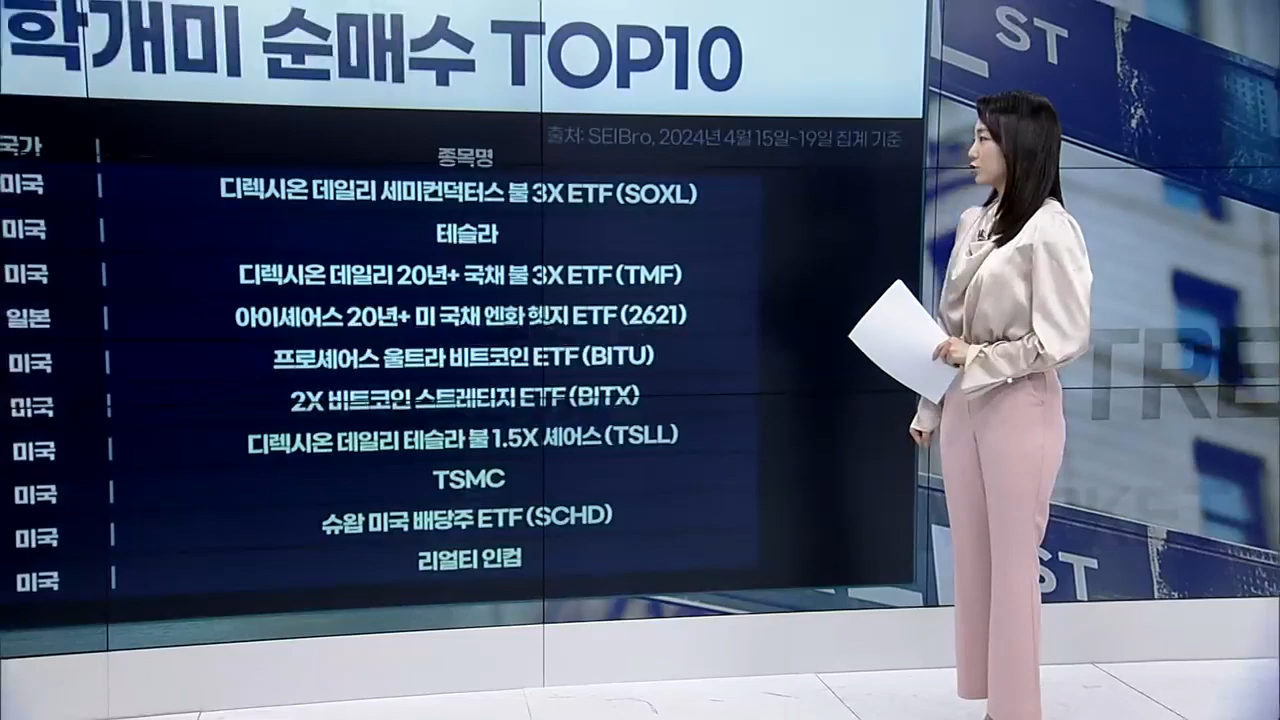 학개미 순매수 TOP10
출처: SEIBro, 2024년 4월 15일~19일 집계 기준
국가 | 종목명
미국 | 디렉시온 데일리 세미컨덕터스 불 3X ETF (SOXL)
미국 | 테슬라
미국 | 디렉시온 데일리 20년+ 국채 불 3X ETF (TMF)
일본 | 아이셰어스 20년+ 미 국채 엔화 헷지 ETF (2621)
미국 | 프로셰어스 울트라 비트코인 ETF (BITU)
미국 | 2X 비트코인 스트레티지 ETF (BITX)
미국 | 디렉시온 데일리 테슬라 불 1.5X 셰어스 (TSLL)
미국 | TSMC
미국 | 슈왑 미국 배당주 ETF (SCHD)
미국 | 리얼티 인컴
ST
TRE
ST